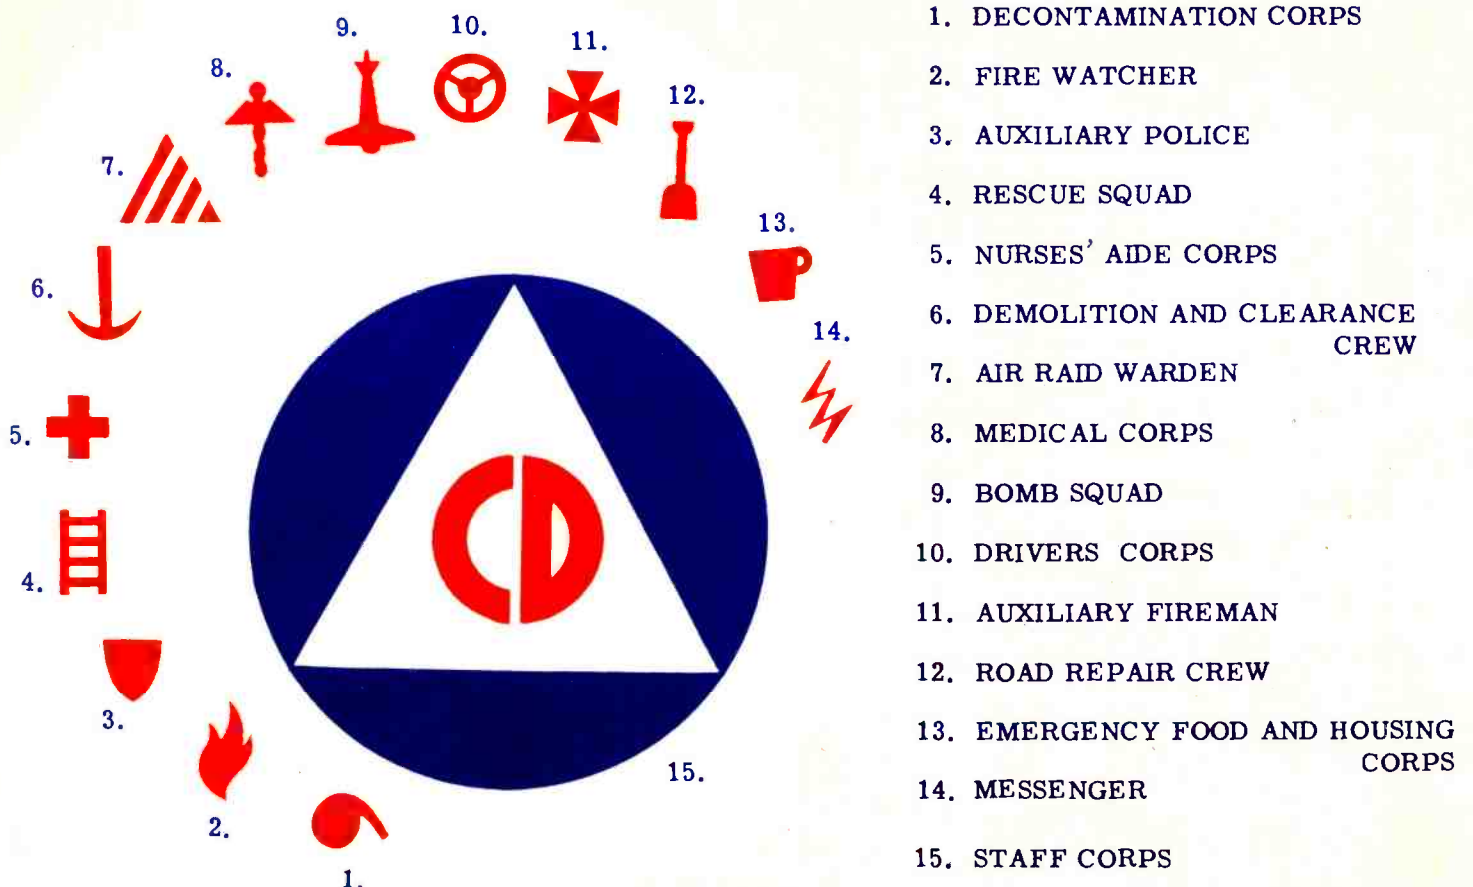 9.
10.
11.
8.
12.
7.
13.
6.
14.
5.
4.
3.
15.
2.
1.
CD
1. DECONTAMINATION CORPS
2. FIRE WATCHER
3. AUXILIARY POLICE
4. RESCUE SQUAD
5. NURSES' AIDE CORPS
6. DEMOLITION AND CLEARANCE
CREW
7. AIR RAID WARDEN
8. MEDICAL CORPS
9. BOMB SQUAD
10. DRIVERS CORPS
11. AUXILIARY FIREMAN
12. ROAD REPAIR CREW
13. EMERGENCY FOOD AND HOUSING
CORPS
14. MESSENGER
15. STAFF CORPS